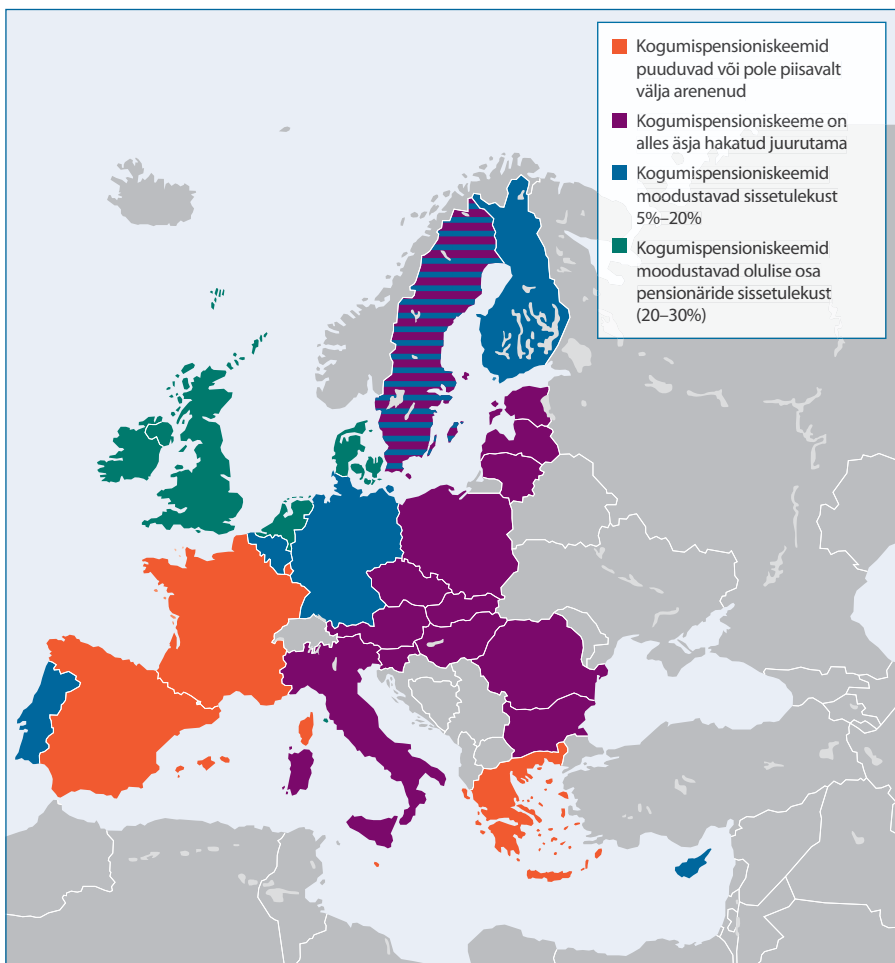 Kogumispensioniskeemid
puuduvad või pole piisavalt
välja arenenud
Kogumispensioniskeeme on
alles äsja hakatud juurutama
Kogumispensioniskeemid
moodustavad sissetulekust
5%–20%
Kogumispensioniskeemid
moodustavad olulise osa
pensionäride sissetulekust
(20–30%)